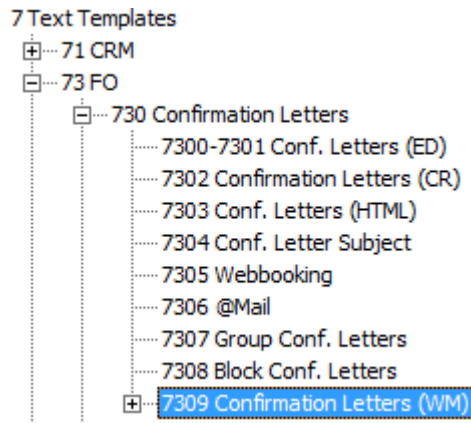 7 Text Templates
71 CRM
73 FO
730 Confirmation Letters
7300-7301 Conf. Letters (ED)
7302 Confirmation Letters (CR)
7303 Conf. Letters (HTML)
7304 Conf. Letter Subject
7305 Webbooking
7306 @Mail
7307 Group Conf. Letters
7308 Block Conf. Letters
7309 Confirmation Letters (WM)